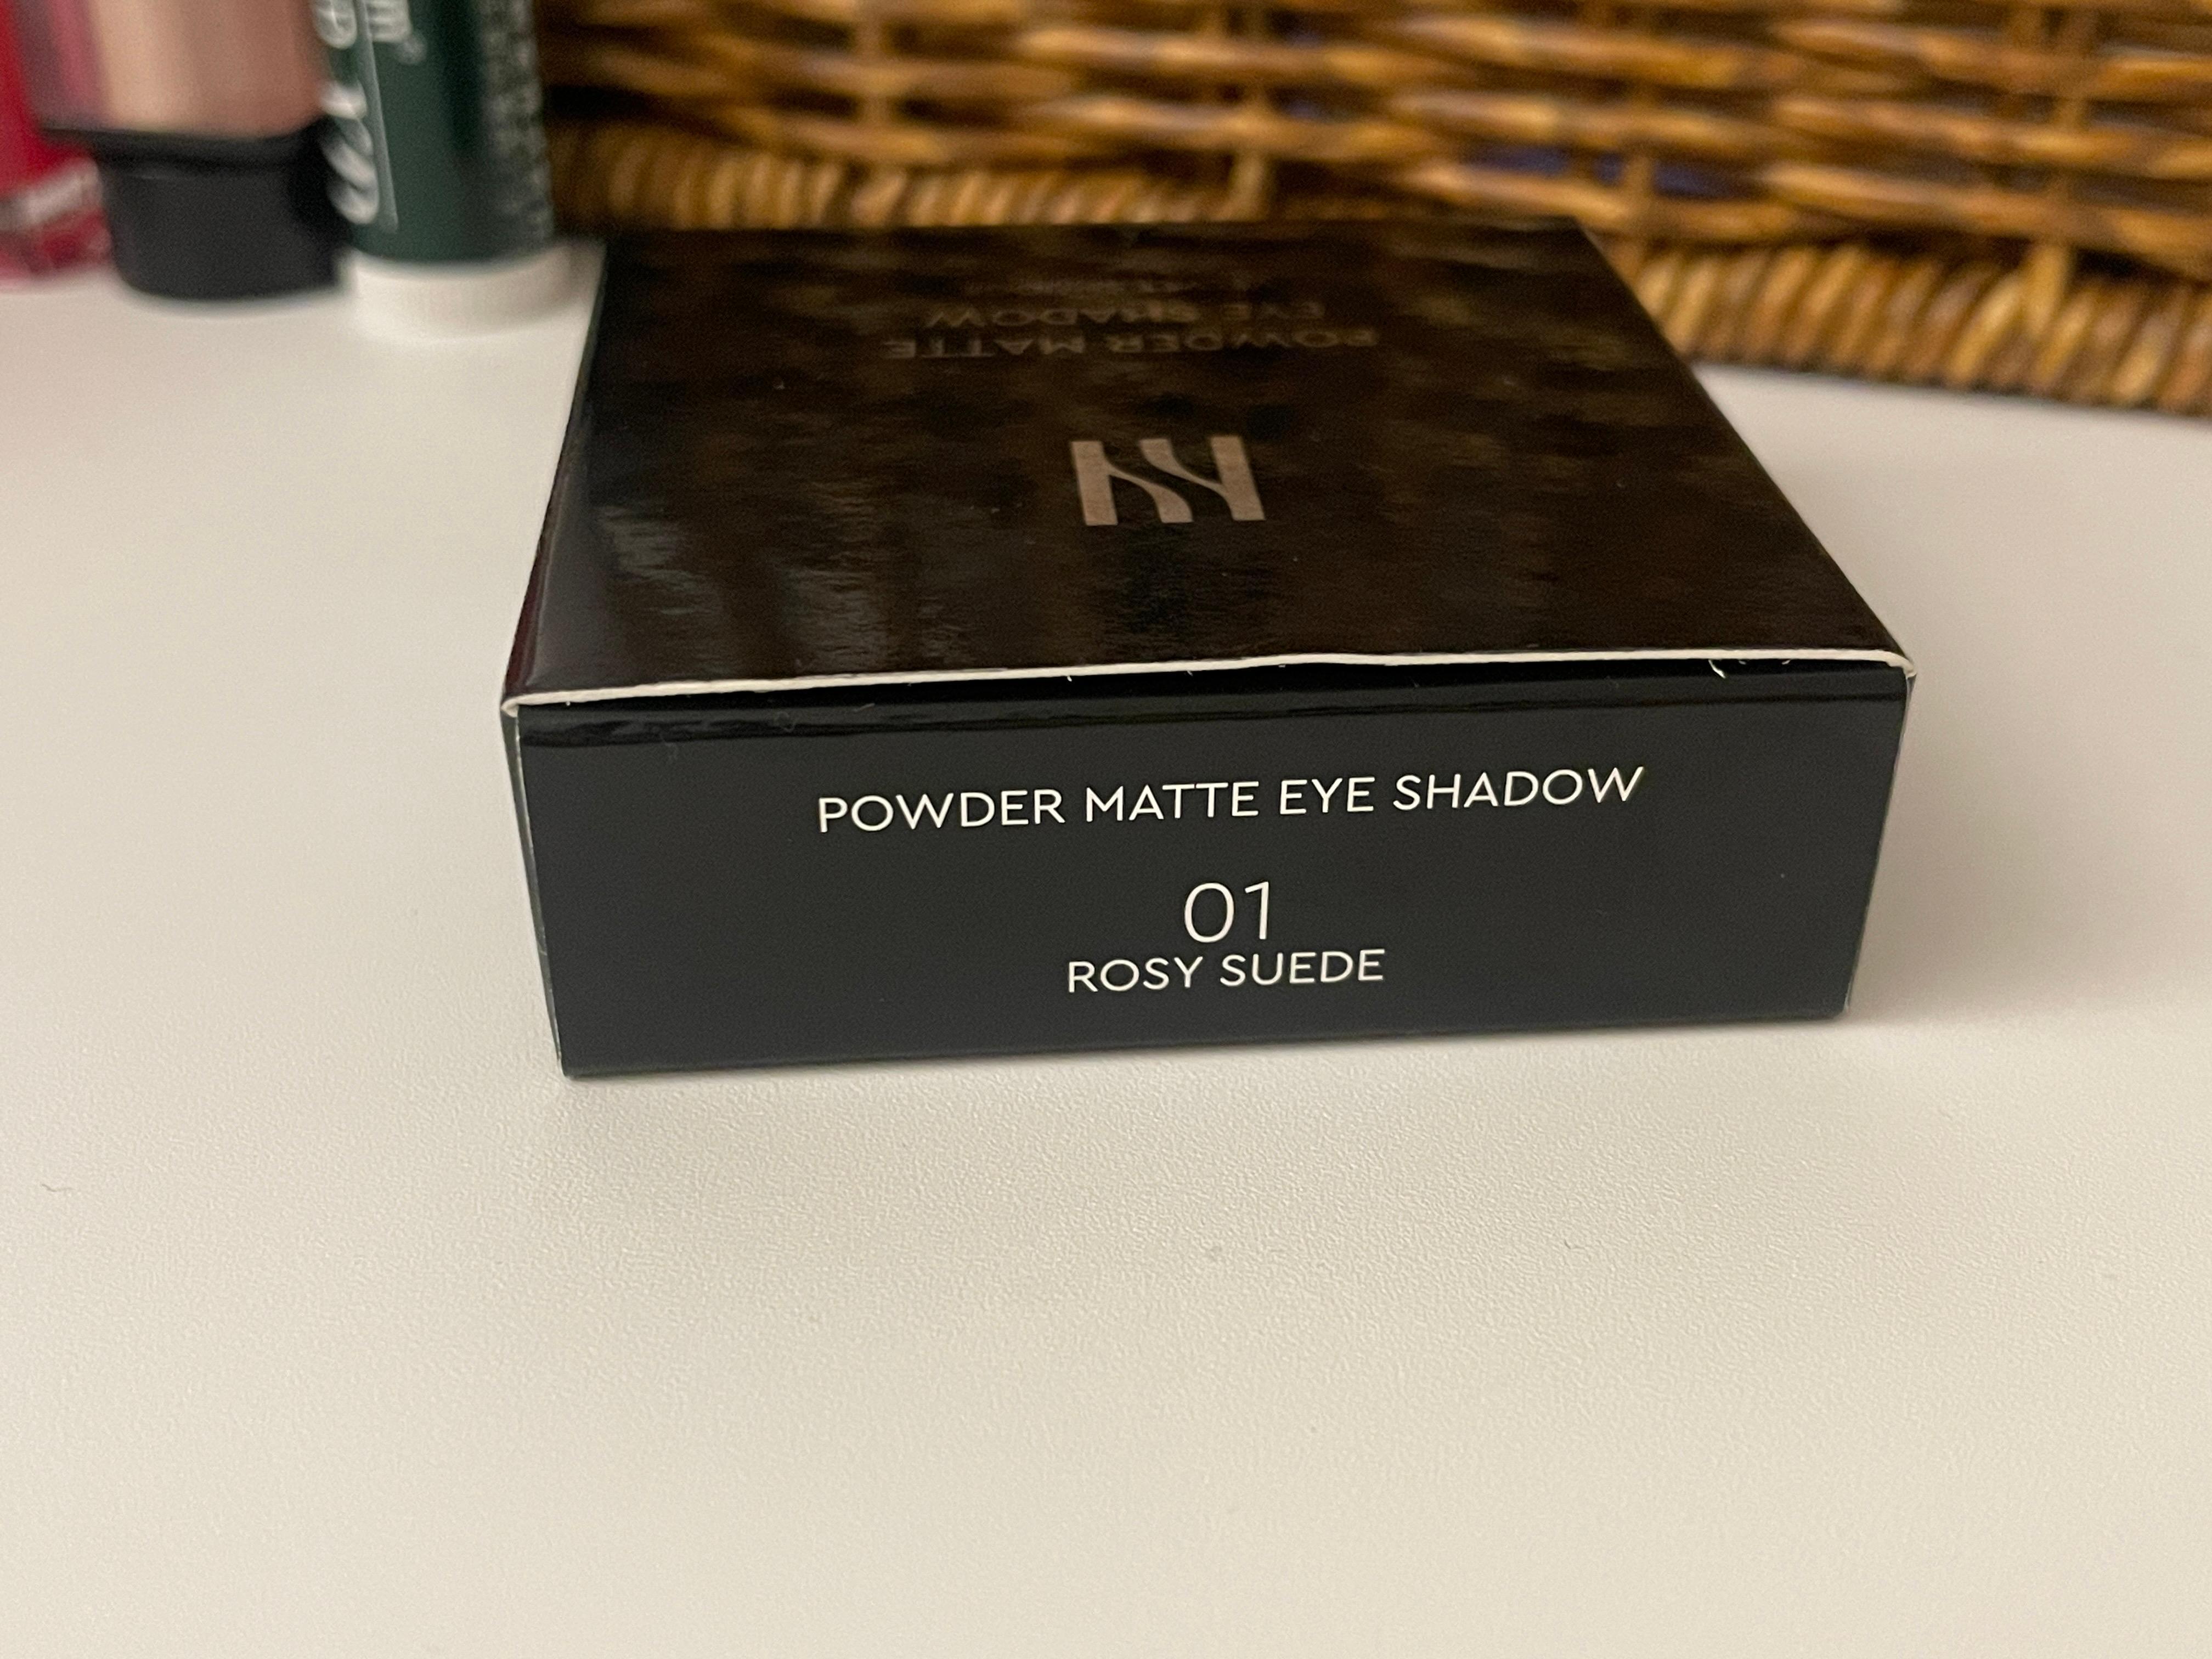 POWDER MATTE
EYE SHADOW
POWDER MATTE EYE SHADOW
01
ROSY SUEDE